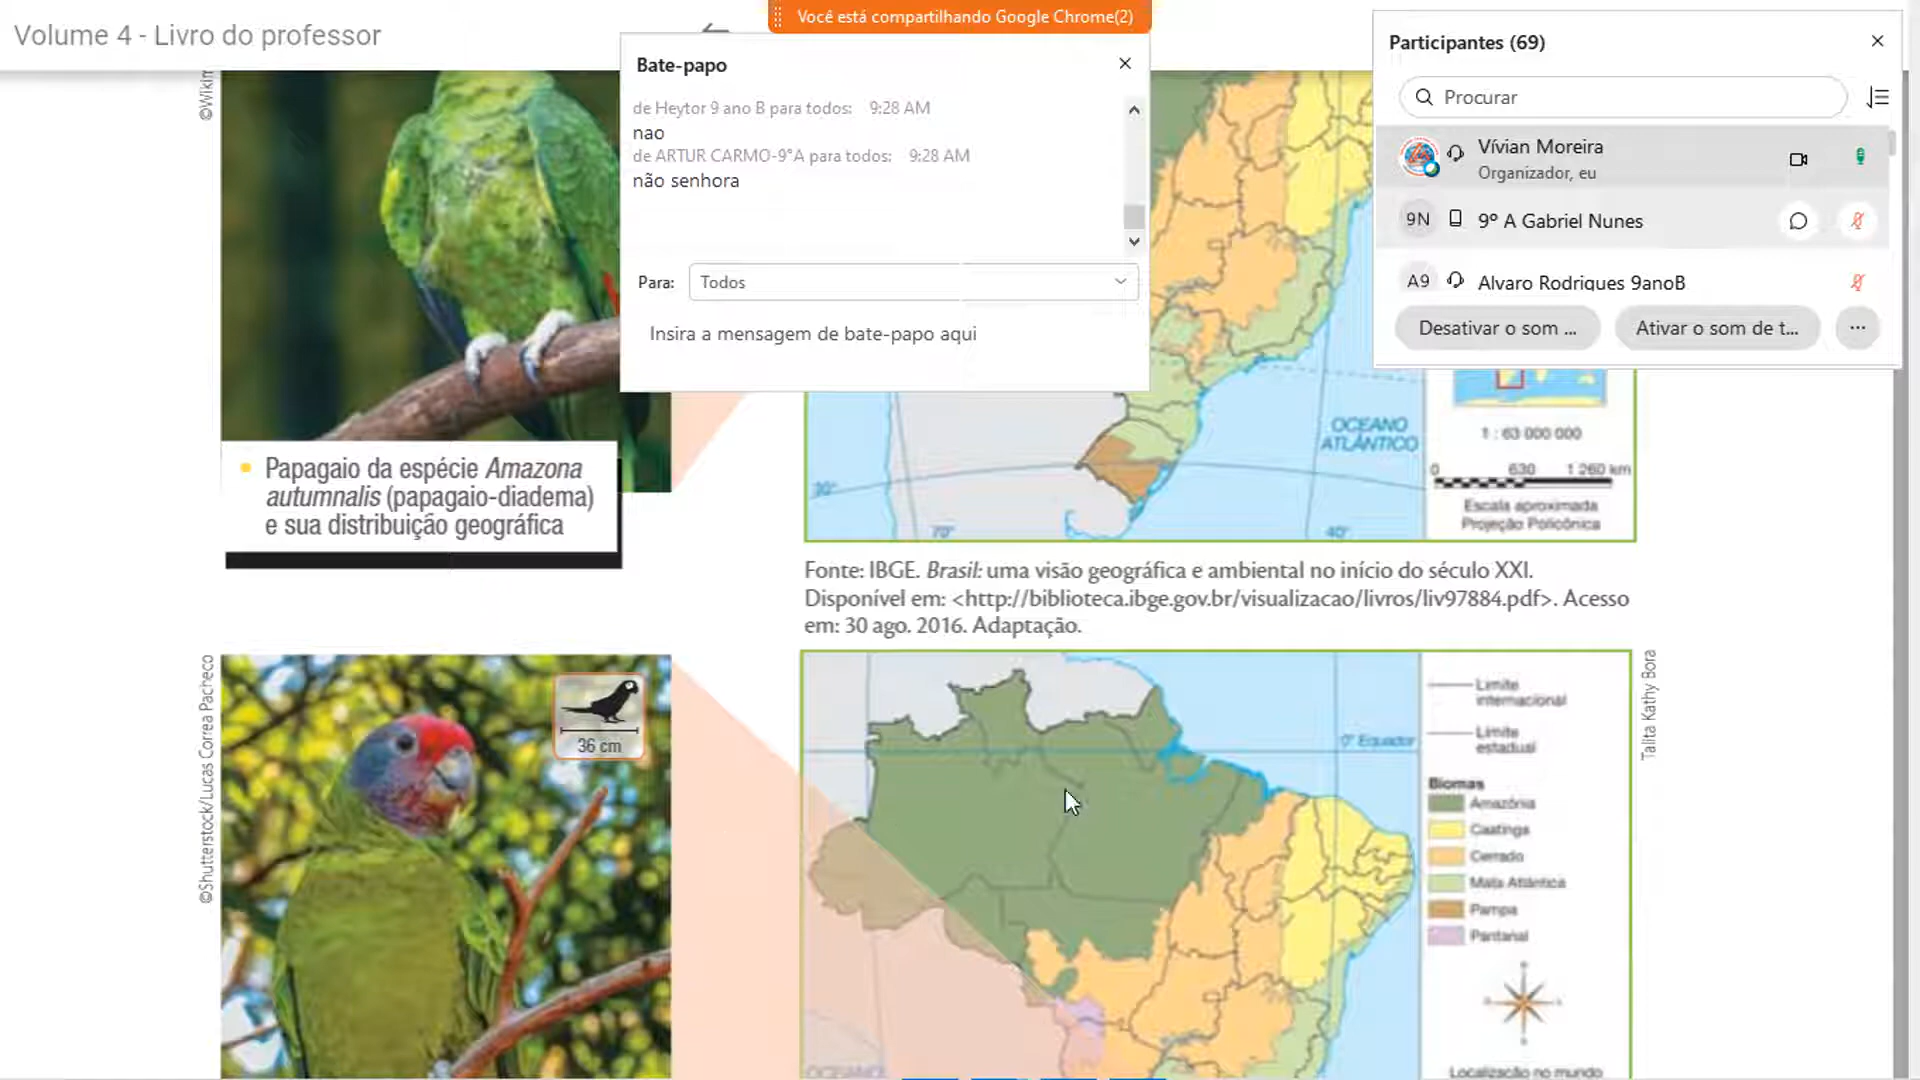 Você está compartilhando Google Chrome(2)
Volume 4 - Livro do professor
Bate-papo
de Heytor 9 ano B para todos: 9:28 AM
nao
de ARTUR CARMO-9°A para todos: 9:28 AM
não senhora
Para: Todos
Insira a mensagem de bate-papo aqui
Participantes (69)
Procurar
Vívian Moreira
Organizador, eu
9N 9º A Gabriel Nunes
A9 Alvaro Rodrigues 9anoB
Desativar o som ...
Ativar o som de t...
©Wikim
Papagaio da espécie Amazona
autumnalis (papagaio-diadema)
e sua distribuição geográfica
OCEANO
ATLÂNTICO
30°
70°
40°
1 : 63 000 000
0 630 1 260 km
Escala aproximada
Projeção Policônica
Fonte: IBGE. Brasil: uma visão geográfica e ambiental no início do século XXI.
Disponível em: <http://biblioteca.ibge.gov.br/visualizacao/livros/liv97884.pdf>. Acesso
em: 30 ago. 2016. Adaptação.
©Shutterstock/Lucas Correa Pacheco
36 cm
Talita Kathy Bora
0° Equador
Limite
internacional
Limite
estadual
Biomas
Amazônia
Caatinga
Cerrado
Mata Atlântica
Pampa
Pantanal
Localização no mundo
OCEANO